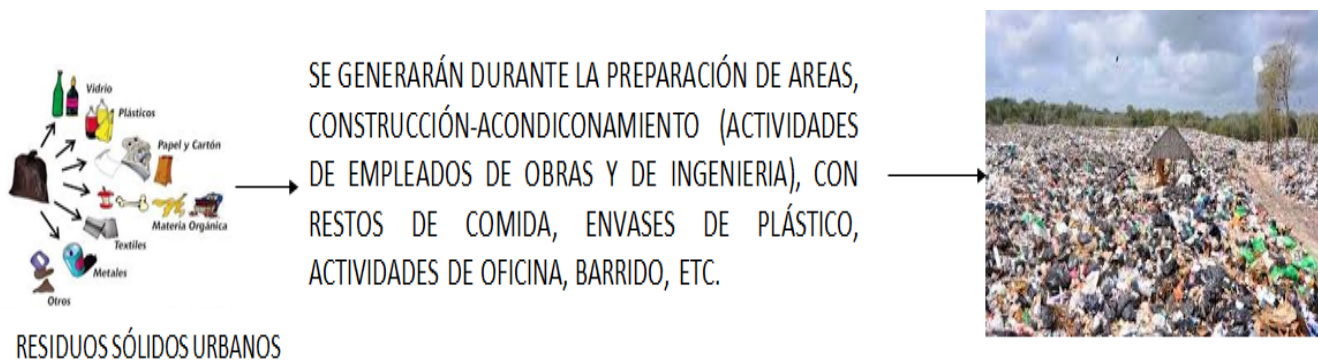 Vidrio
Plásticos
Papel y Cartón
Materia Orgánica
Textiles
Metales
Otros
RESIDUOS SÓLIDOS URBANOS
SE GENERARÁN DURANTE LA PREPARACIÓN DE AREAS,
CONSTRUCCIÓN-ACONDICONAMIENTO (ACTIVIDADES
DE EMPLEADOS DE OBRAS Y DE INGENIERIA), CON
RESTOS DE COMIDA, ENVASES DE PLÁSTICO,
ACTIVIDADES DE OFICINA, BARRIDO, ETC.